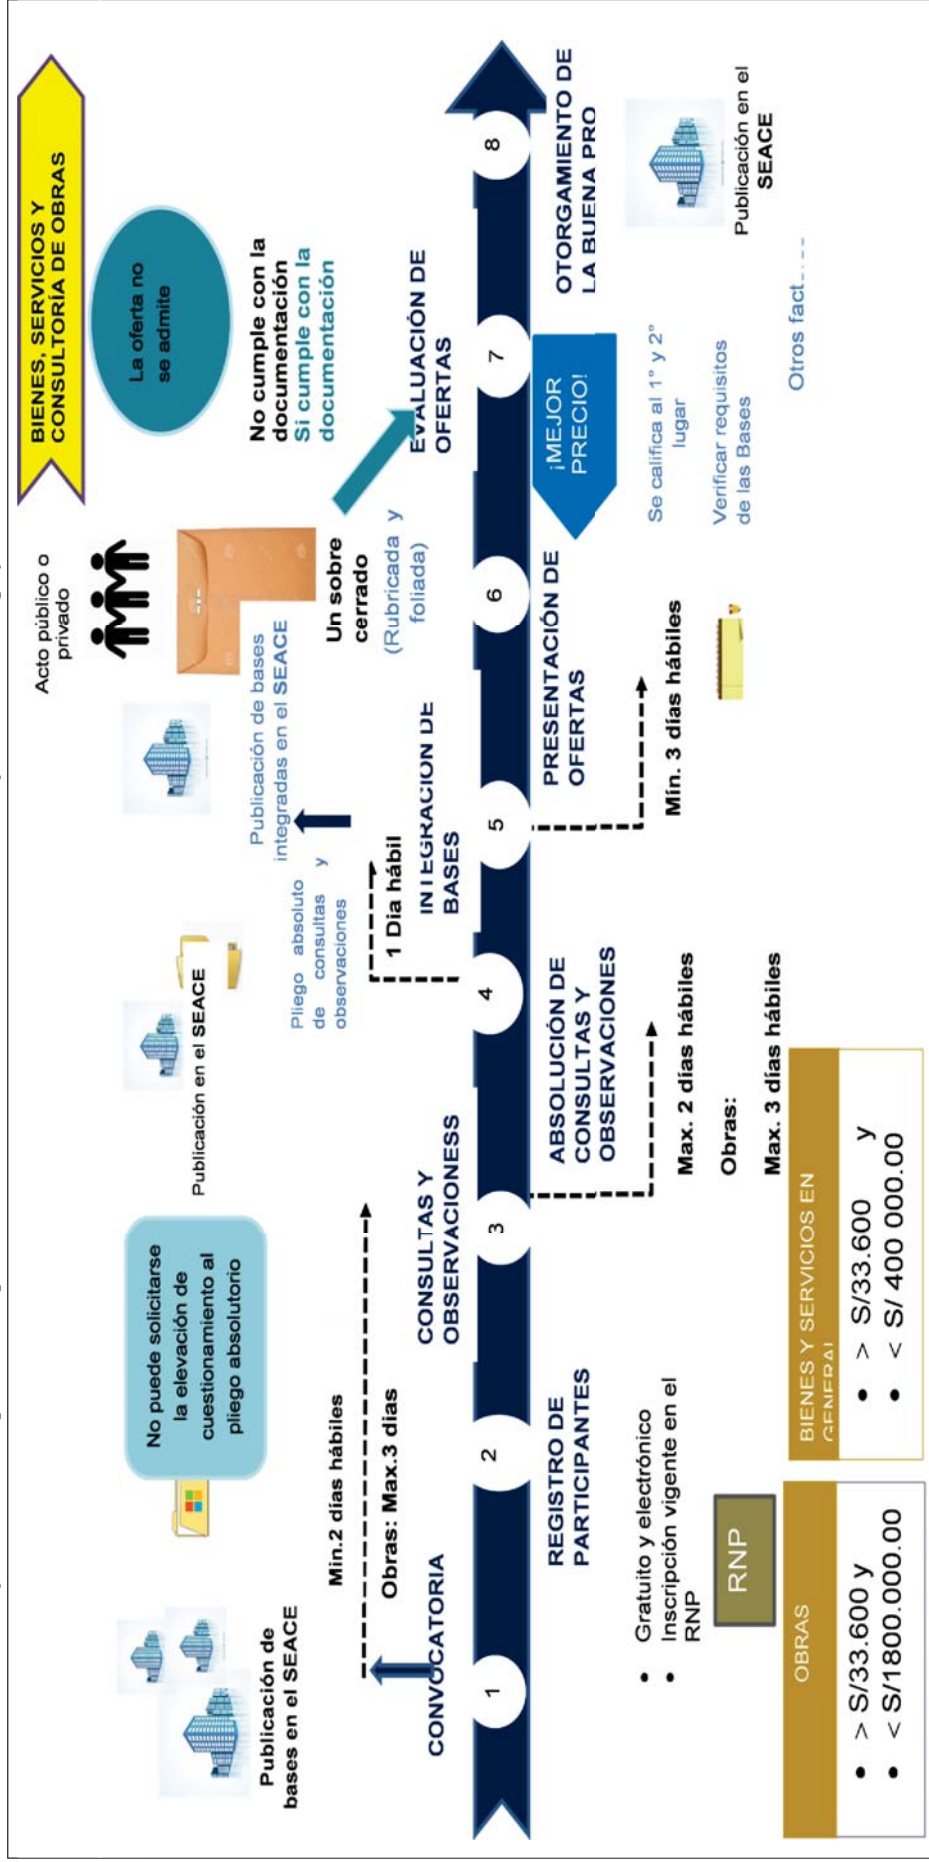 BIENES, SERVICIOS Y
CONSULTORÍA DE OBRAS
Publicación de
bases en el SEACE
No puede solicitarse
la elevación de
cuestionamiento al
pliego absolutorio
Publicación en el SEACE
Acto público o
privado
La oferta no
se admite
Min.2 días hábiles
Obras: Max.3 dias
Pliego absoluto
de consultas y
observaciones
Publicación de bases
integradas en el SEACE
1 Dia hábil
Un sobre
cerrado
(Rubricada y
foliada)
No cumple con la
documentación
Si cumple con la
documentación
CONVOCATORIA
CONSULTAS Y
OBSERVACIONESS
INTEGRACIÓN DE
BASES
EVALUACIÓN DE
OFERTAS
1
2
3
4
5
6
7
8
REGISTRO DE
PARTICIPANTES
ABSOLUCIÓN DE
CONSULTAS Y
OBSERVACIONES
PRESENTACIÓN DE
OFERTAS
¡MEJOR
PRECIO!
OTORGAMIENTO DE
LA BUENA PRO
• Gratuito y electrónico
• Inscripción vigente en el
RNP
RNP
Max. 2 días hábiles
Obras:
Max. 3 días hábiles
Mín. 3 días hábiles
Se califica al 1° y 2°
lugar
Verificar requisitos
de las Bases
Otros
Publicación en el
SEACE
OBRAS
• > S/33.600 y
• < S/1800.000.00
BIENES Y SERVICIOS EN
GENERAL
• > S/33.600 y
• < S/ 400 000.00